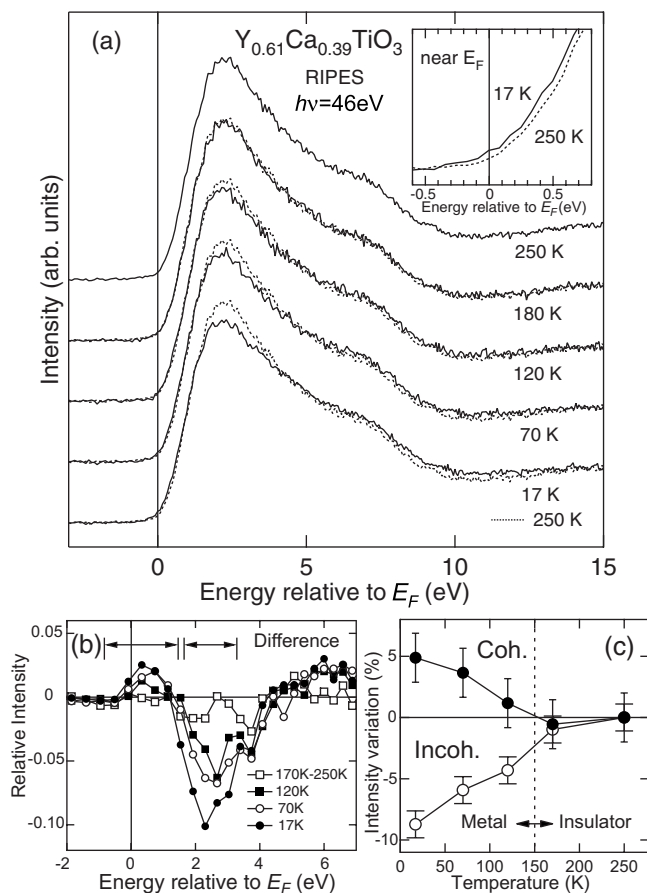 (a)
Y0.61Ca0.39TiO3
RIPES
hν=46eV
near EF
17 K
250 K
-0.5
0
0.5
Energy relative to EF(eV)
250 K
180 K
120 K
70 K
17 K
250 K
Intensity (arb. units)
0
5
10
15
Energy relative to EF (eV)
(b)
Difference
0.05
0
-0.05
-0.10
Relative Intensity
170K-250K
120K
70K
17K
-2
0
2
4
6
Energy relative to EF (eV)
(c)
Coh.
Incoh.
Metal
Insulator
10
5
0
-5
-10
Intensity variation (%)
0
50
100
150
200
250
Temperature (K)